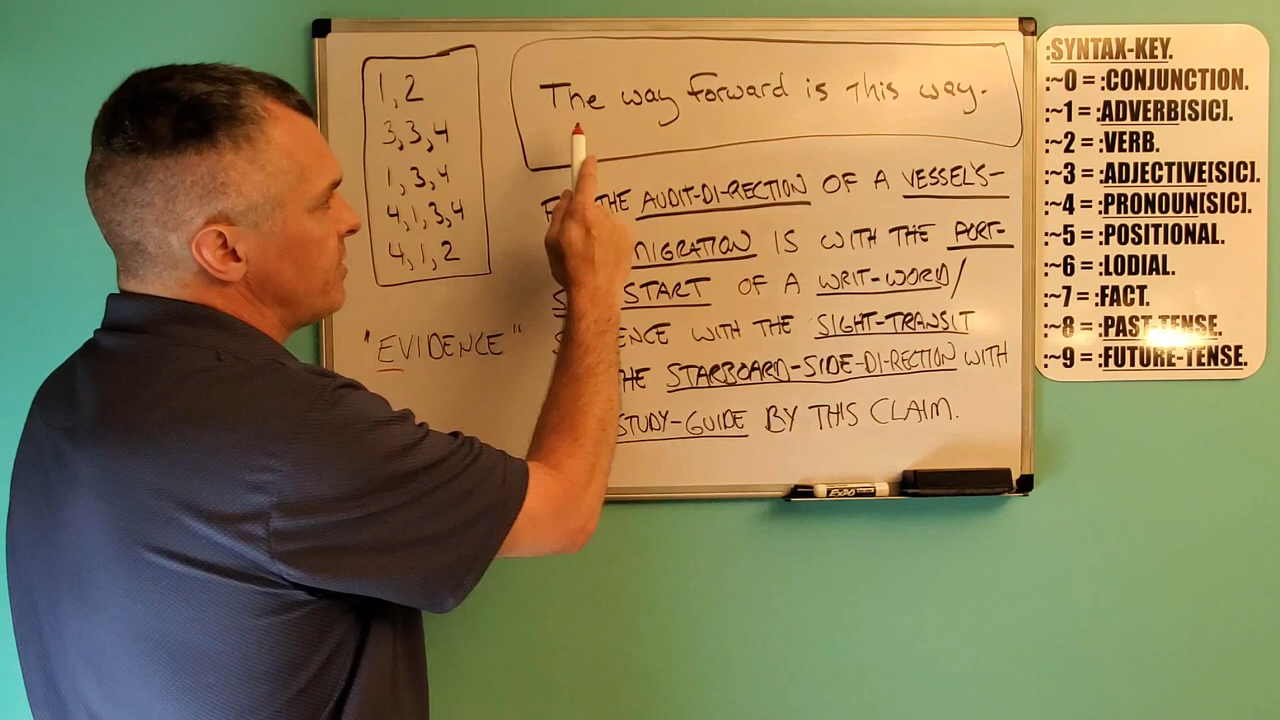 1, 2
3, 3, 4
1, 3, 4
4, 1, 3, 4
4, 1, 2
"EVIDENCE"
The way forward is this way.
THE AUDIT-DI-RECTION OF A VESSEL'S-
MIGRATION IS WITH THE PORT-
START OF A WRIT-WORD/
WITH THE SIGHT-TRANSIT
STARBOARD-SIDE-DI-RECTION WITH
STUDY-GUIDE BY THIS CLAIM.
EXPO
:SYNTAX-KEY.
:~0 = :CONJUNCTION.
:~1 = :ADVERB[SIC].
:~2 = :VERB.
:~3 = :ADJECTIVE[SIC].
:~4 = :PRONOUN[SIC].
:~5 = :POSITIONAL.
:~6 = :LODIAL.
:~7 = :FACT.
:~8 = :PAST-TENSE.
:~9 = :FUTURE-TENSE.